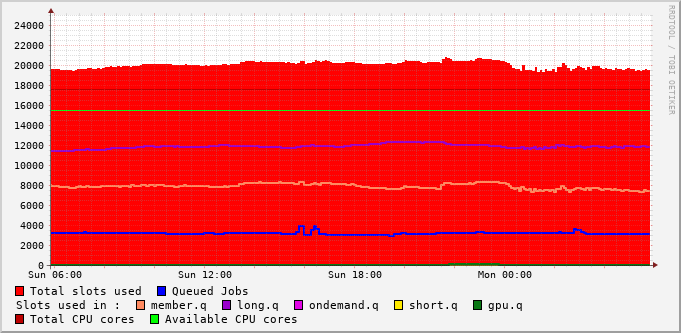 RRDTOOL / TOBI OETIKER
24000
22000
20000
18000
16000
14000
12000
10000
8000
6000
4000
2000
0
Sun 06:00 Sun 12:00 Sun 18:00 Mon 00:00
Total slots used Queued Jobs
Slots used in : member.q long.q ondemand.q short.q gpu.q
Total CPU cores Available CPU cores